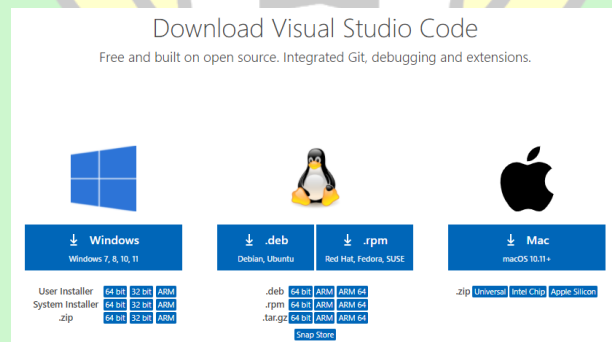 Download Visual Studio Code
Free and built on open source. Integrated Git, debugging and extensions.
Windows
Windows 7, 8, 10, 11
User Installer 64 bit 32 bit ARM
System Installer 64 bit 32 bit ARM
.zip 64 bit 32 bit ARM
.deb
Debian, Ubuntu
.rpm
Red Hat, Fedora, SUSE
.deb 64 bit ARM ARM 64
.rpm 64 bit ARM ARM 64
.tar.gz 64 bit ARM ARM 64
Snap Store
Mac
macOS 10.11+
.zip Universal Intel Chip Apple Silicon